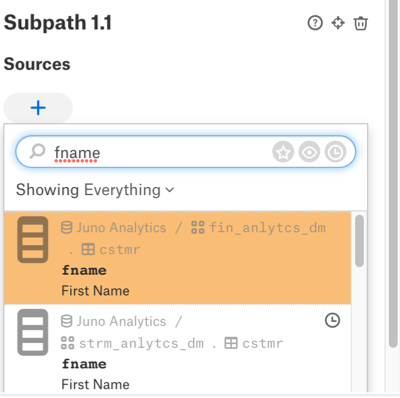 Subpath 1.1
Sources
fname
Showing Everything
Juno Analytics / fin_anlytcs_dm
. cstmr
fname
First Name
Juno Analytics /
strm_anlytcs_dm . cstmr
fname
First Name